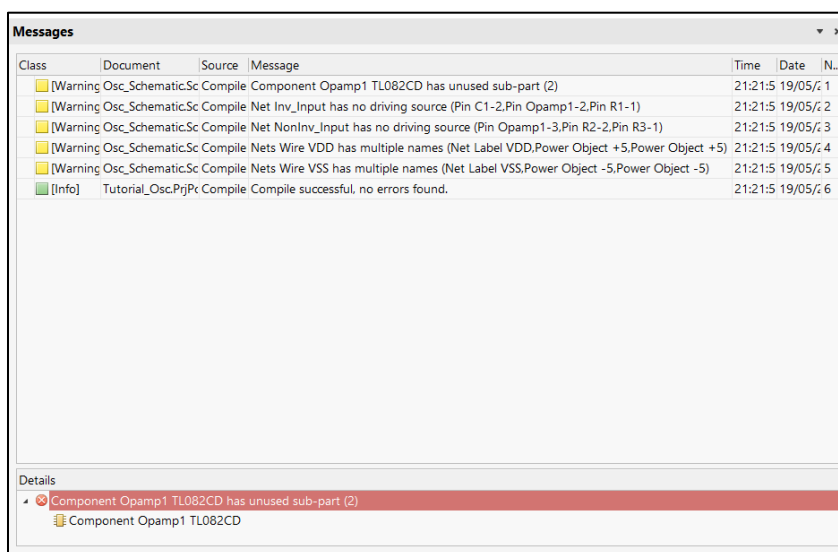 Messages
Class Document Source Message Time Date N..
[Warning Osc_Schematic.Sc Compile Component Opamp1 TL082CD has unused sub-part (2) 21:21:5 19/05/2 1
[Warning Osc_Schematic.Sc Compile Net Inv_Input has no driving source (Pin C1-2,Pin Opamp1-2,Pin R1-1) 21:21:5 19/05/2 2
[Warning Osc_Schematic.Sc Compile Net NonInv_Input has no driving source (Pin Opamp1-3,Pin R2-2,Pin R3-1) 21:21:5 19/05/2 3
[Warning Osc_Schematic.Sc Compile Nets Wire VDD has multiple names (Net Label VDD,Power Object +5,Power Object +5) 21:21:5 19/05/2 4
[Warning Osc_Schematic.Sc Compile Nets Wire VSS has multiple names (Net Label VSS,Power Object -5,Power Object -5) 21:21:5 19/05/2 5
[Info] Tutorial_Osc.PrjPc Compile Compile successful, no errors found. 21:21:5 19/05/2 6
Details
Component Opamp1 TL082CD has unused sub-part (2)
Component Opamp1 TL082CD